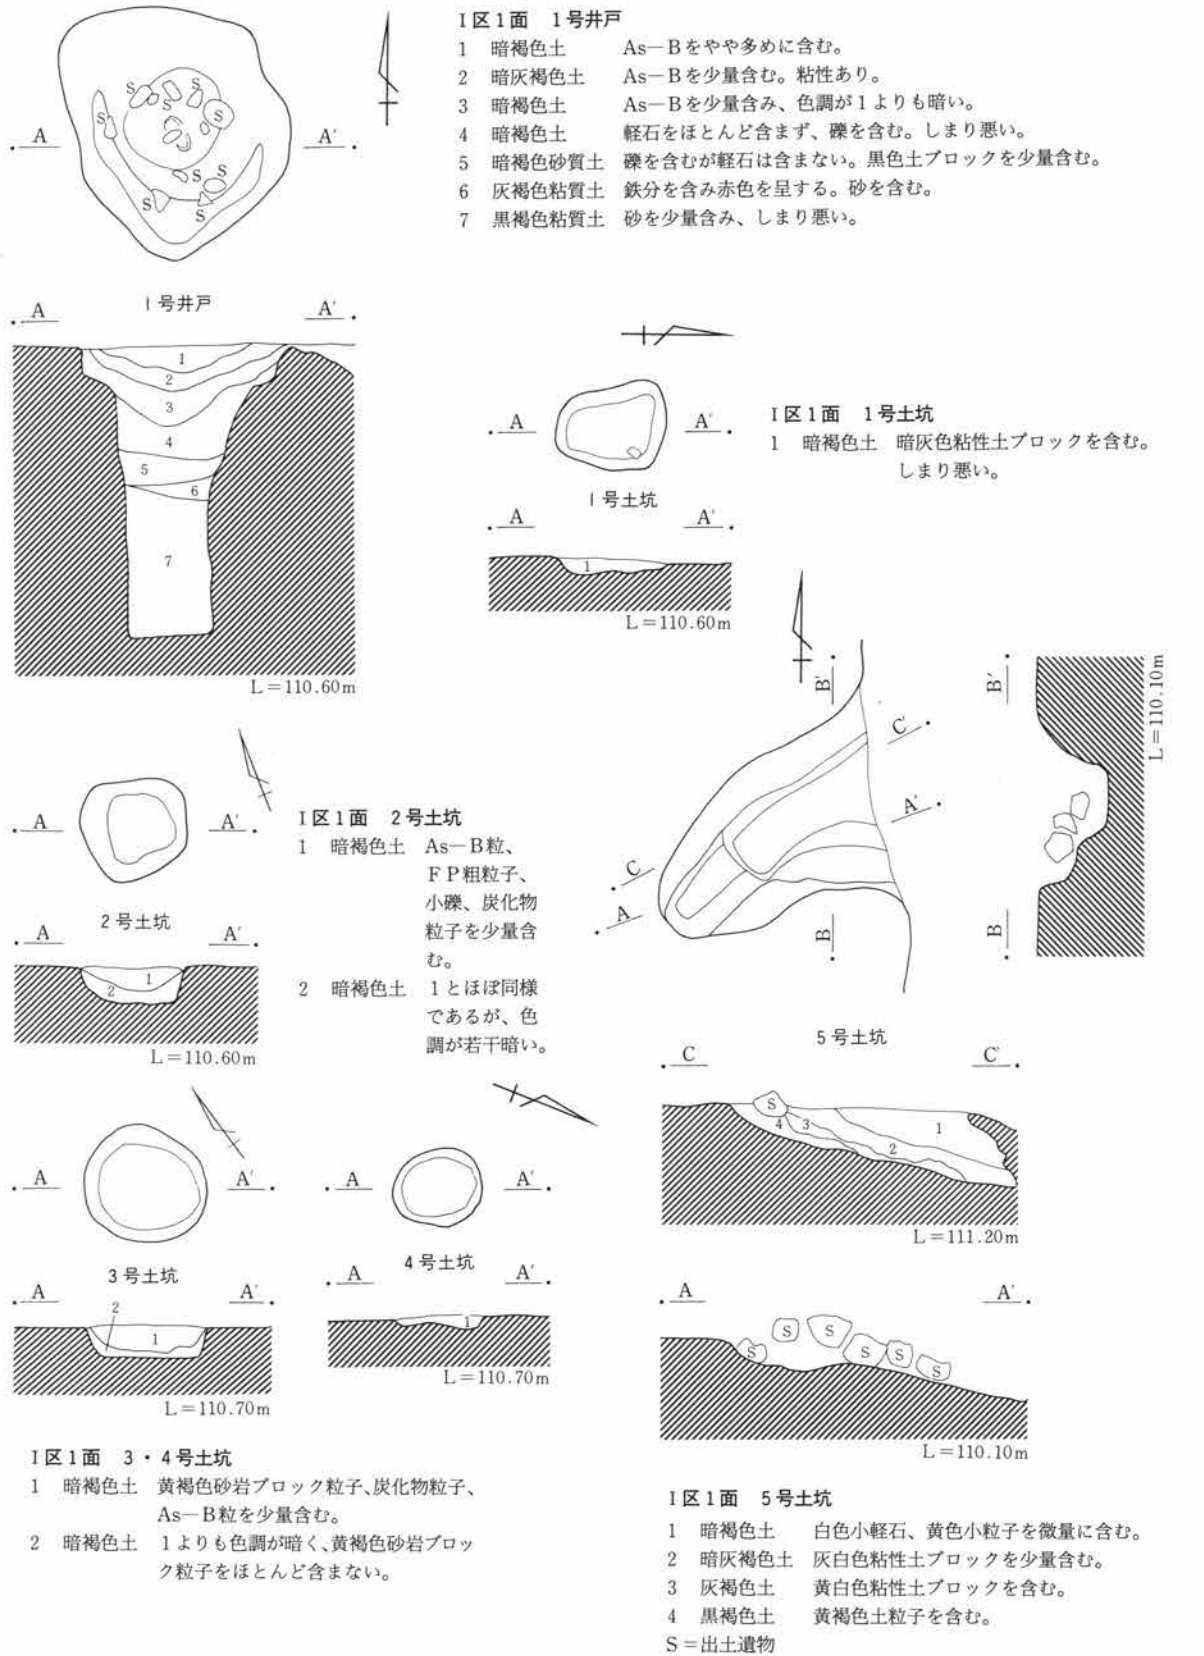 I区1面 1号井戸
1 暗褐色土 As－Bをやや多めに含む。
2 暗灰褐色土 As－Bを少量含む。粘性あり。
3 暗褐色土 As－Bを少量含み、色調が1よりも暗い。
4 暗褐色土 軽石をほとんど含まず、礫を含む。しまり悪い。
5 暗褐色砂質土 礫を含むが軽石は含まない。黒色土ブロックを少量含む。
6 灰褐色粘質土 鉄分を含み赤色を呈する。砂を含む。
7 黒褐色粘質土 砂を少量含み、しまり悪い。
S S S S S S S S S
A A'
1号井戸
A A'
1
2
3
4
5
6
7
L＝110.60m
A A'
1号土坑
A A'
1
L＝110.60m
I区1面 1号土坑
1 暗褐色土 暗灰色粘性土ブロックを含む。
しまり悪い。
A A'
2号土坑
A A'
1
2
L＝110.60m
I区1面 2号土坑
1 暗褐色土 As－B粒、
FP粗粒子、
小礫、炭化物
粒子を少量含
む。
2 暗褐色土 1とほぼ同様
であるが、色
調が若干暗い。
B' B'
C'
A'
C
A
B B
L＝110.10m
5号土坑
C C'
S
4 3 2 1
L＝111.20m
A A'
S S S S S S
L＝110.10m
A A'
3号土坑
A A'
2
1
L＝110.70m
A A'
4号土坑
A A'
1
L＝110.70m
I区1面 3・4号土坑
1 暗褐色土 黄褐色砂岩ブロック粒子、炭化物粒子、
As－B粒を少量含む。
2 暗褐色土 1よりも色調が暗く、黄褐色砂岩ブロッ
ク粒子をほとんど含まない。
I区1面 5号土坑
1 暗褐色土 白色小軽石、黄色小粒子を微量に含む。
2 暗灰褐色土 灰白色粘性土ブロックを少量含む。
3 灰褐色土 黄白色粘性土ブロックを含む。
4 黒褐色土 黄褐色土粒子を含む。
S＝出土遺物